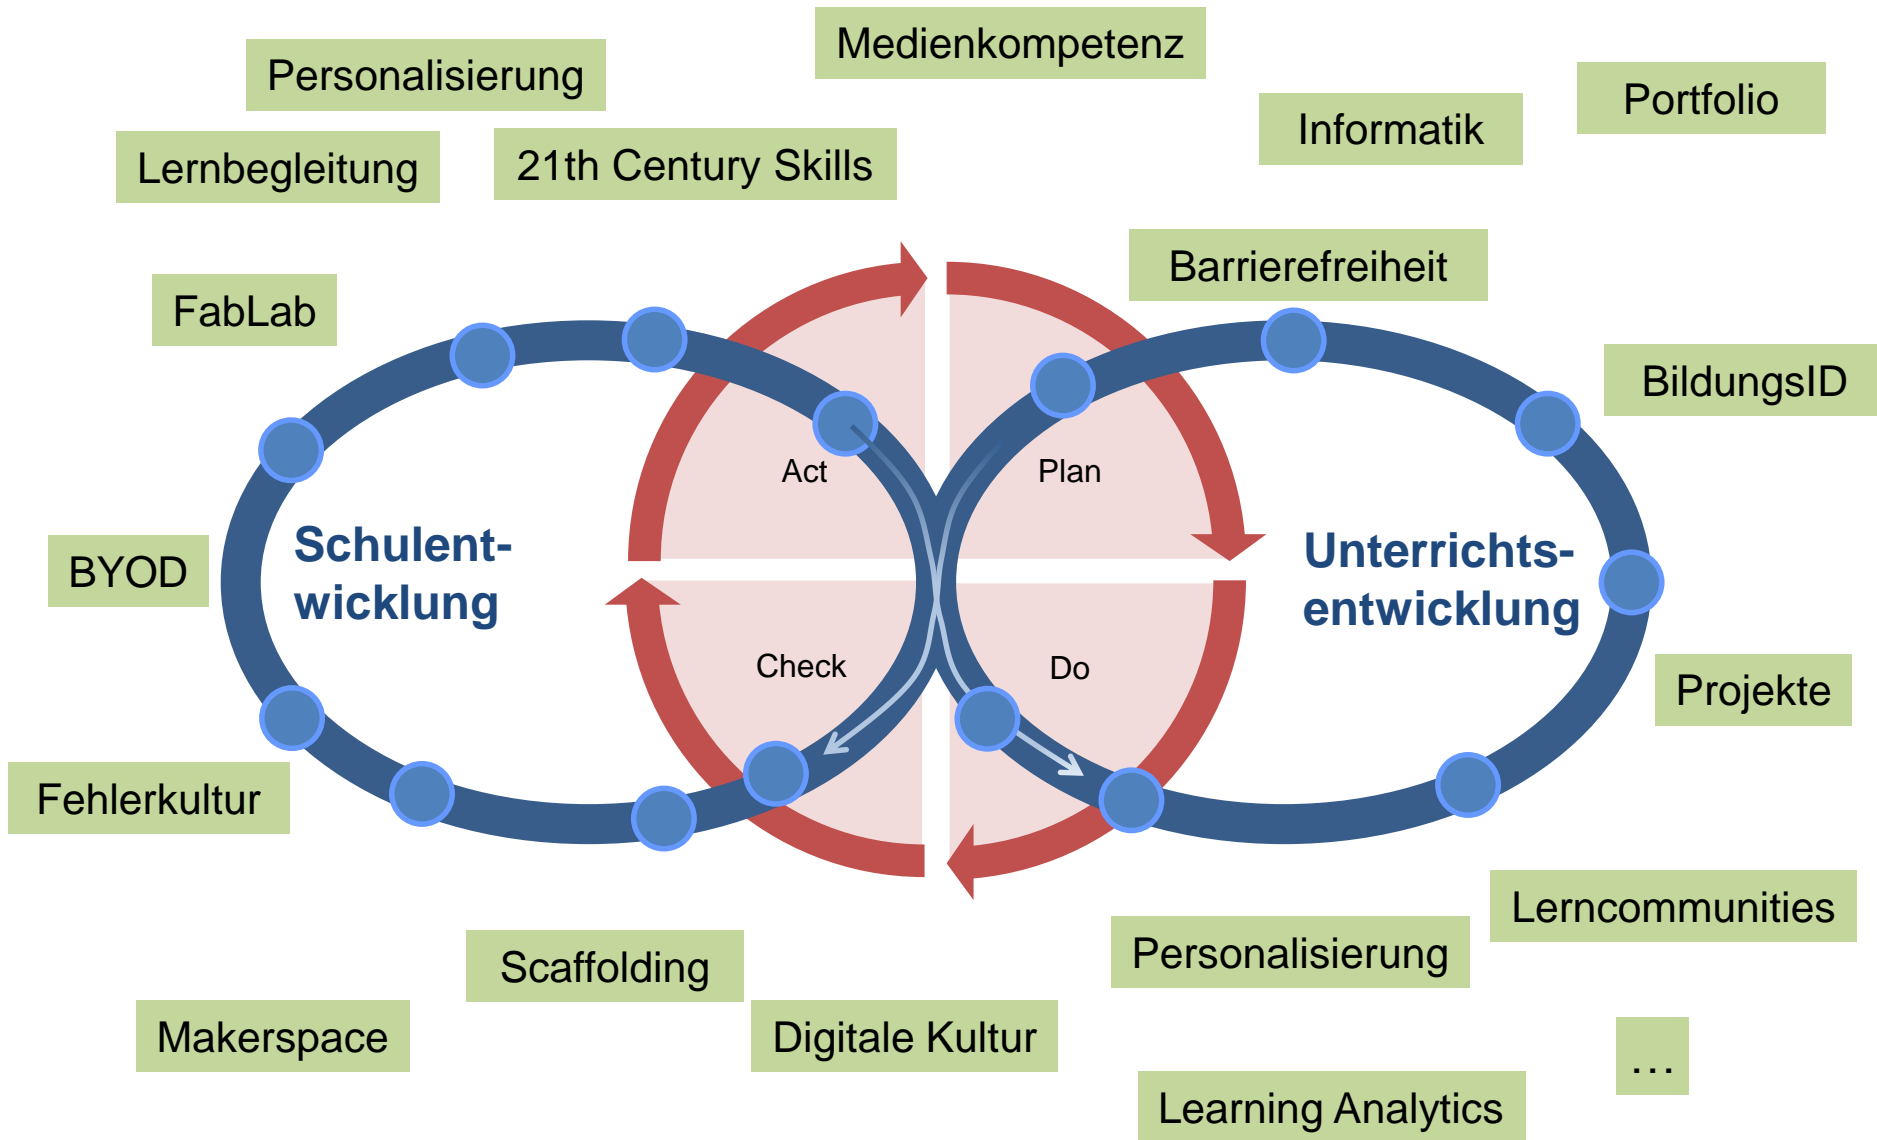 Medienkompetenz
Personalisierung
Portfolio
Informatik
Lernbegleitung
21th Century Skills
Barrierefreiheit
FabLab
BildungsID
Act
Plan
Schulent-
wicklung
Unterrichts-
entwicklung
BYOD
Check
Do
Projekte
Fehlerkultur
Lerncommunities
Personalisierung
Scaffolding
Makerspace
Digitale Kultur
…
Learning Analytics